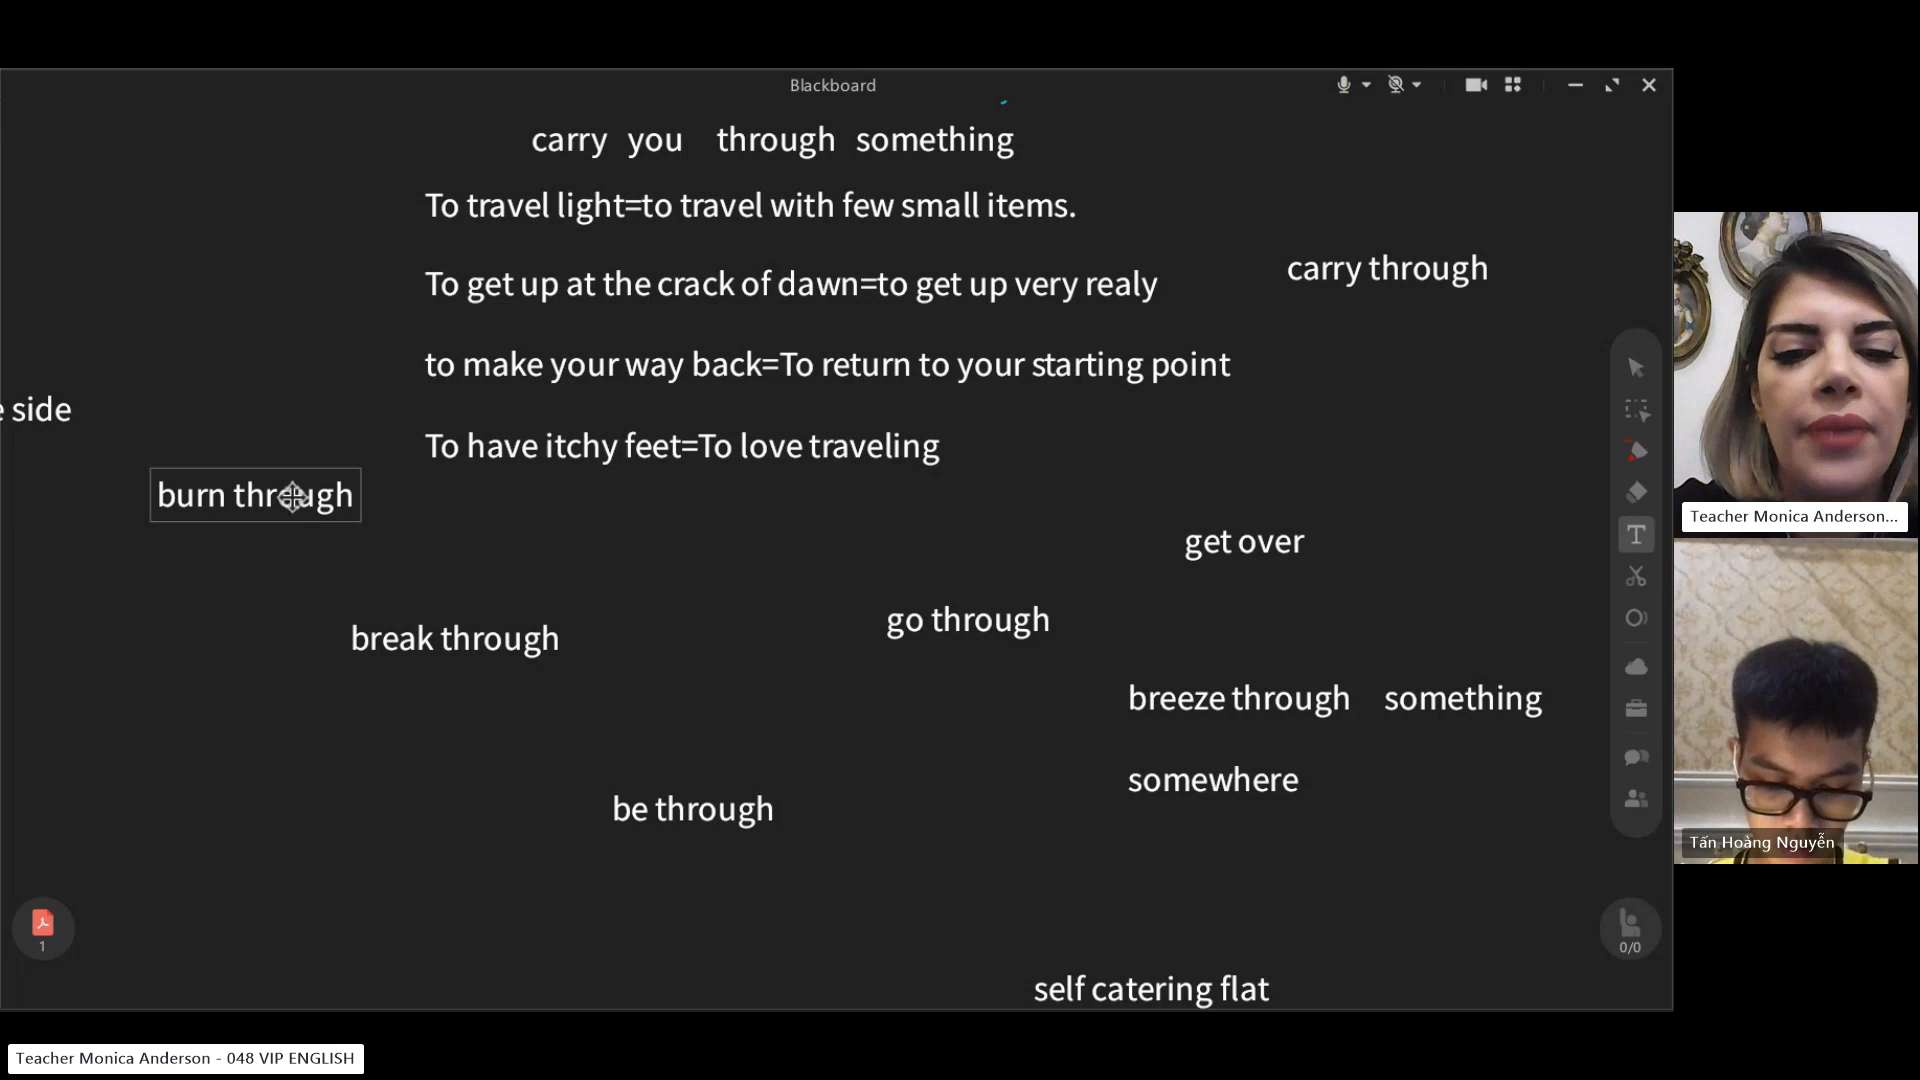 Blackboard
carry you through something
To travel light=to travel with few small items.
carry through
To get up at the crack of dawn=to get up very realy
to make your way back=To return to your starting point
e side
To have itchy feet=To love traveling
burn through
get over
go through
break through
breeze through something
somewhere
be through
self catering flat
1
0/0
Teacher Monica Anderson...
Tấn Hoàng Nguyễn
Teacher Monica Anderson - 048 VIP ENGLISH